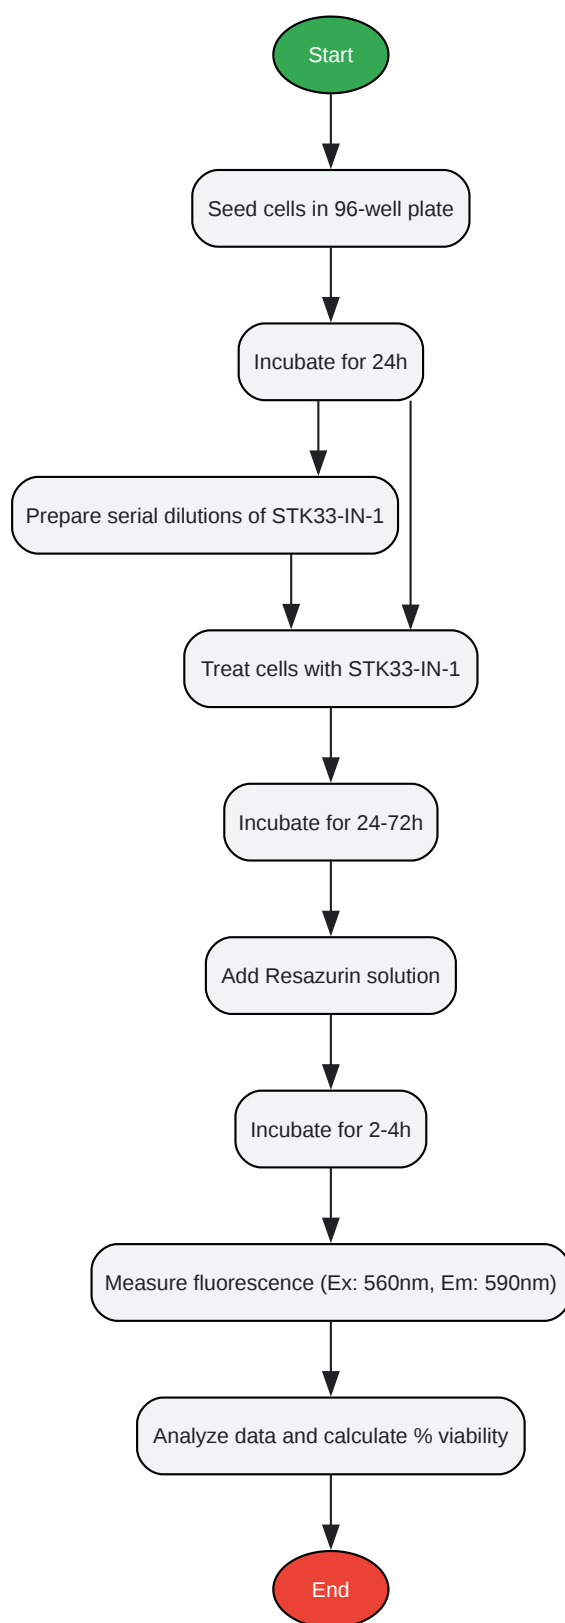 Start
Seed cells in 96-well plate
Incubate for 24h
Prepare serial dilutions of STK33-IN-1
Treat cells with STK33-IN-1
Incubate for 24-72h
Add Resazurin solution
Incubate for 2-4h
Measure fluorescence (Ex: 560nm, Em: 590nm)
Analyze data and calculate % viability
End